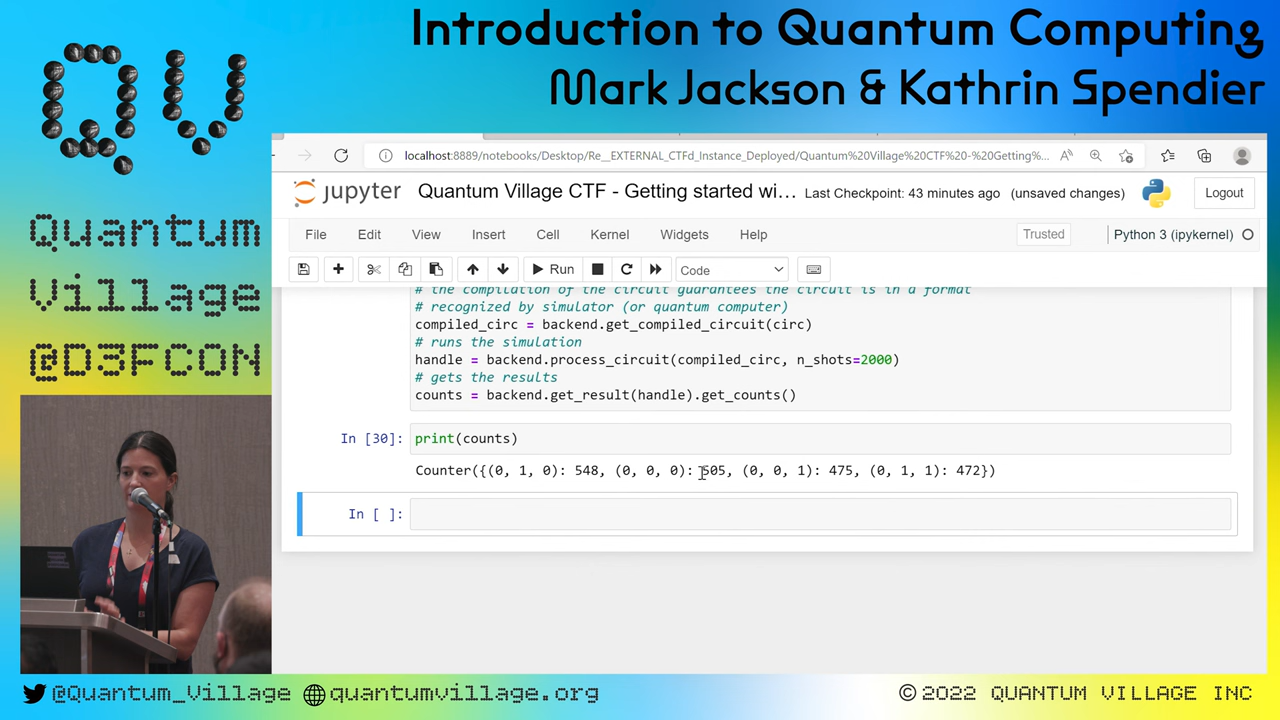 Introduction to Quantum Computing
Mark Jackson & Kathrin Spendier
QV
Quantum
Village
@D3FCON
localhost:8889/notebooks/Desktop/Re__EXTERNAL_CTFd_Instance_Deployed/Quantum%20Village%20CTF%20-%20Getting%...
jupyter Quantum Village CTF - Getting started wi... Last Checkpoint: 43 minutes ago (unsaved changes) Logout
File Edit View Insert Cell Kernel Widgets Help Trusted Python 3 (ipykernel)
Run Code
# the compilation of the circuit guarantees the circuit is in a format
# recognized by simulator (or quantum computer)
compiled_circ = backend.get_compiled_circuit(circ)
# runs the simulation
handle = backend.process_circuit(compiled_circ, n_shots=2000)
# gets the results
counts = backend.get_result(handle).get_counts()
In [30]: print(counts)
Counter({(0, 1, 0): 548, (0, 0, 0): 505, (0, 0, 1): 475, (0, 1, 1): 472})
In [ ]:
@Quantum_Village quantumvillage.org © 2022 QUANTUM VILLAGE INC